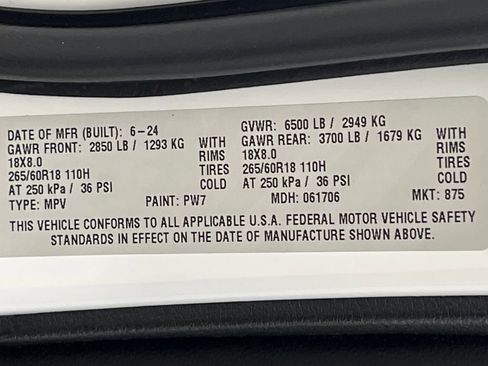 DATE OF MFR (BUILT): 6-24 GVWR: 6500 LB / 2949 KG
GAWR FRONT: 2850 LB / 1293 KG WITH GAWR REAR: 3700 LB / 1679 KG WITH
18X8.0 RIMS 18X8.0 RIMS
265/60R18 110H TIRES 265/60R18 110H TIRES
AT 250 kPa / 36 PSI COLD AT 250 kPa / 36 PSI COLD
TYPE: MPV PAINT: PW7 MDH: 061706 MKT: 875
THIS VEHICLE CONFORMS TO ALL APPLICABLE U.S.A. FEDERAL MOTOR VEHICLE SAFETY
STANDARDS IN EFFECT ON THE DATE OF MANUFACTURE SHOWN ABOVE.